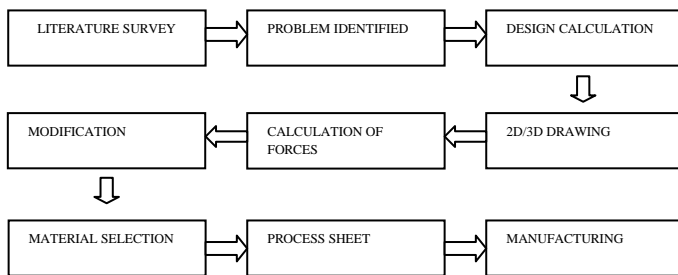 LITERATURE SURVEY
PROBLEM IDENTIFIED
DESIGN CALCULATION
2D/3D DRAWING
CALCULATION OF
FORCES
MODIFICATION
MATERIAL SELECTION
PROCESS SHEET
MANUFACTURING